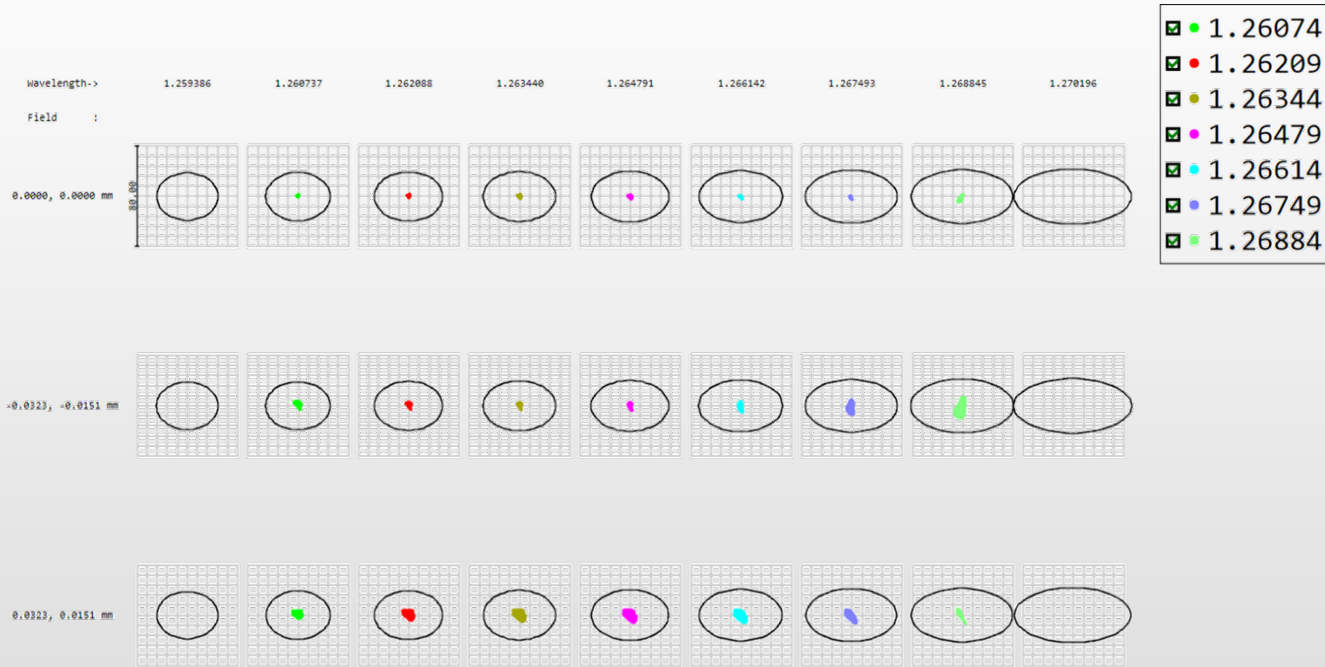 1.26074
1.26209
1.26344
1.26479
1.26614
1.26749
1.26884
Wavelength-> 1.259386 1.260737 1.262088 1.263440 1.264791 1.266142 1.267493 1.268845 1.270196
Field :
0.0000, 0.0000 mm
80.00
-0.0323, -0.0151 mm
0.0323, 0.0151 mm